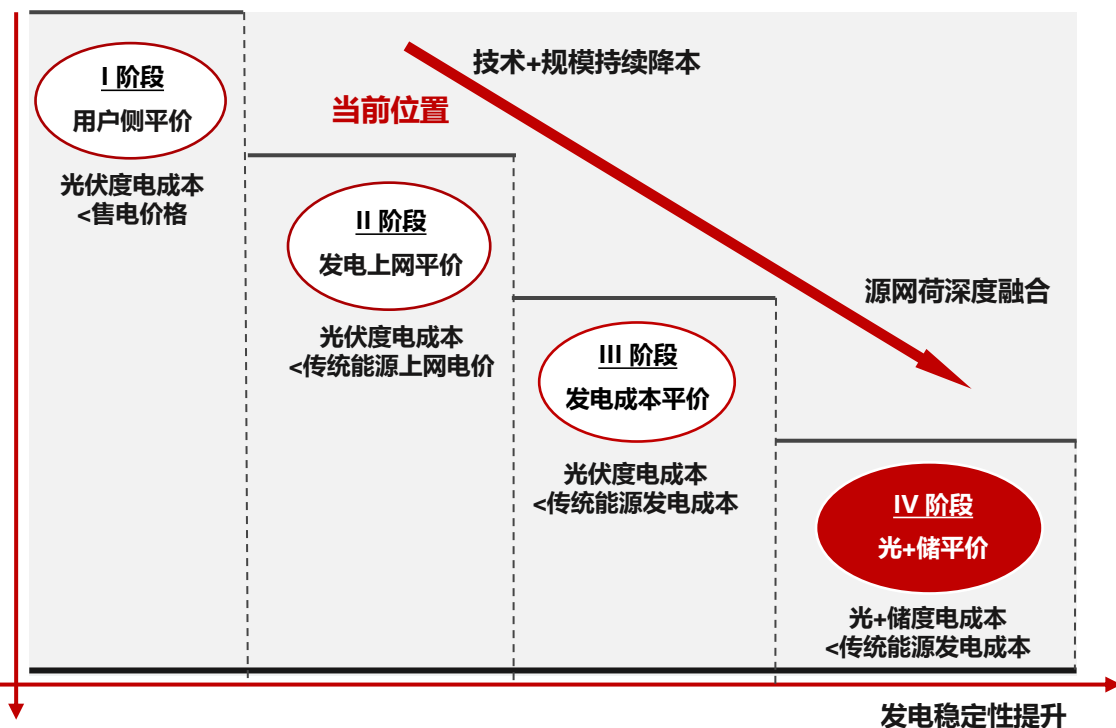 技术+规模持续降本
I 阶段
用户侧平价
当前位置
光伏度电成本
<售电价格
II 阶段
发电上网平价
源网荷深度融合
光伏度电成本
<传统能源上网电价
III 阶段
发电成本平价
光伏度电成本
<传统能源发电成本
IV 阶段
光+储平价
光+储度电成本
<传统能源发电成本
发电稳定性提升